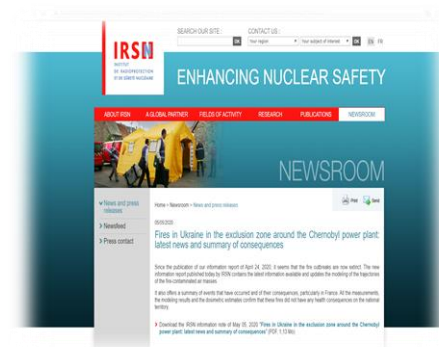 SEARCH OUR SITE :
CONTACT US :
OK
Your region
Your subject of interest
OK
EN FR
IRSN
INSTITUT
DE RADIOPROTECTION
ET DE SÛRETÉ NUCLÉAIRE
ENHANCING NUCLEAR SAFETY
ABOUT IRSN
A GLOBAL PARTNER
FIELDS OF ACTIVITY
RESEARCH
PUBLICATIONS
NEWSROOM
NEWSROOM
News and press
releases
Newsfeed
Press contact
Home > Newsroom > News and press releases
Print
Send
Fires in Ukraine in the exclusion zone around the Chernobyl power plant:
latest news and summary of consequences
Since the publication of our information report of April 24, 2020, it seems that the fire outbreaks are now extinct. The new
information report published today by IRSN contains the latest information available and updates the modeling of the trajectories
of the contaminated air masses.
It also offers a summary of events that have occurred and of their consequences, particularly in France. All the measurements,
the modeling results and the dosimetric estimates confirm that these fires did not have any health consequences on the national
territory.
Download the IRSN information note of May 05, 2020 "Fires in Ukraine in the exclusion zone around the Chernobyl
power plant: latest news and summary of consequences" (PDF, 1,13 Mo)